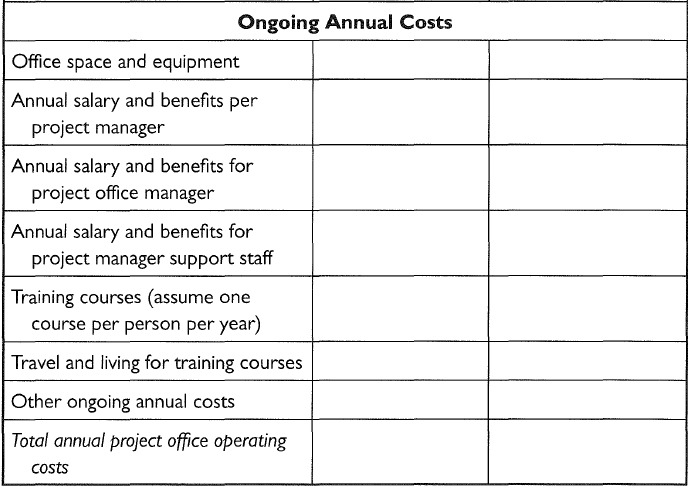 Ongoing Annual Costs
Office space and equipment
Annual salary and benefits per
project manager
Annual salary and benefits for
project office manager
Annual salary and benefits for
project manager support staff
Training courses (assume one
course per person per year)
Travel and living for training courses
Other ongoing annual costs
Total annual project office operating
costs